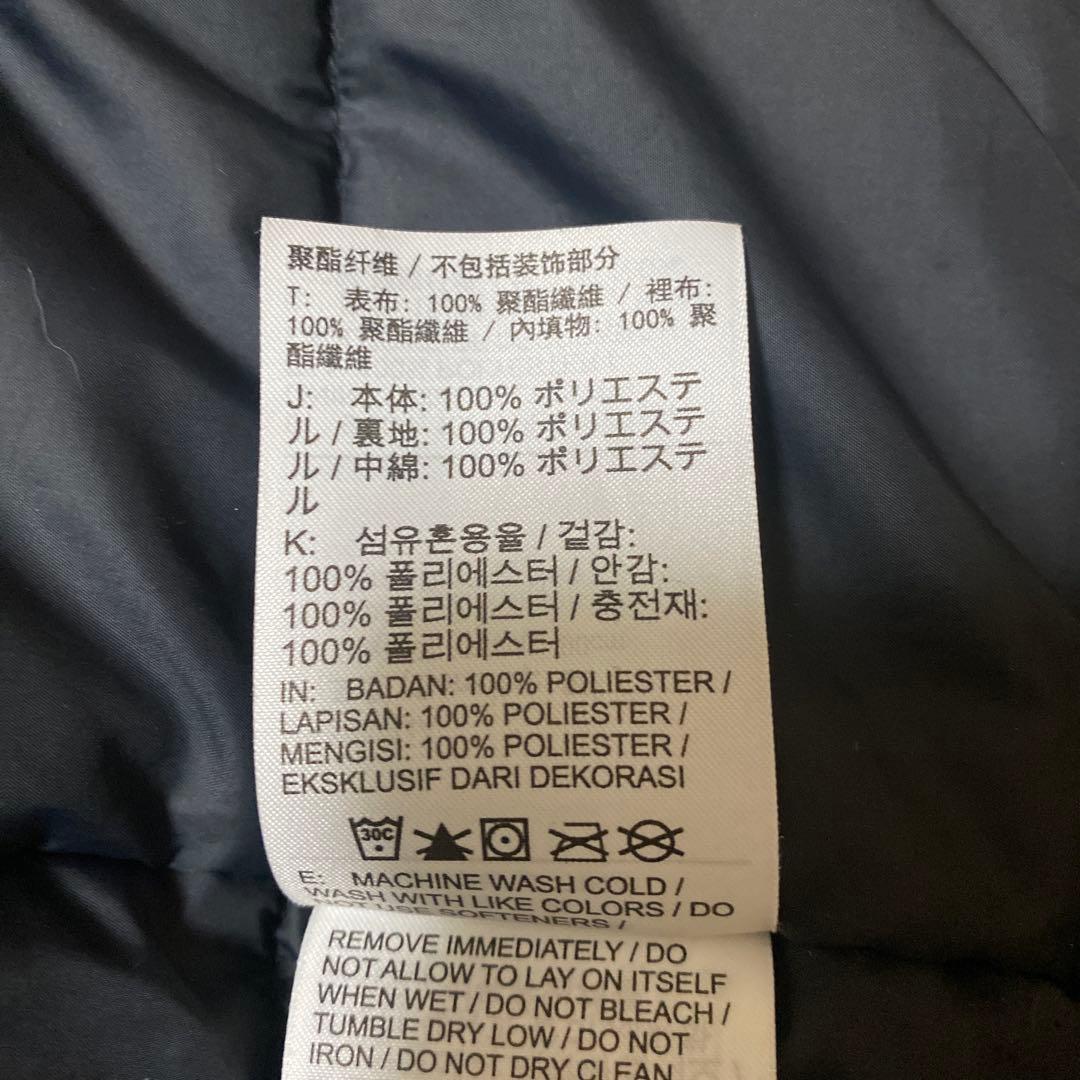 聚酯纤维 / 不包括装饰部分
T: 表布: 100% 聚酯纖維 / 裡布:
100% 聚酯纖維 / 內填物: 100% 聚
酯纖維
J: 本体: 100% ポリエステ
ル / 裏地: 100% ポリエステ
ル / 中綿: 100% ポリエステ
ル
K: 섬유혼용율 / 겉감:
100% 폴리에스터 / 안감:
100% 폴리에스터 / 충전재:
100% 폴리에스터
IN: BADAN: 100% POLIESTER /
LAPISAN: 100% POLIESTER /
MENGISI: 100% POLIESTER /
EKSKLUSIF DARI DEKORASI
30C
E: MACHINE WASH COLD /
WASH WITH LIKE COLORS / DO
NOT USE SOFTENERS /
REMOVE IMMEDIATELY / DO
NOT ALLOW TO LAY ON ITSELF
WHEN WET / DO NOT BLEACH /
TUMBLE DRY LOW / DO NOT
IRON / DO NOT DRY CLEAN